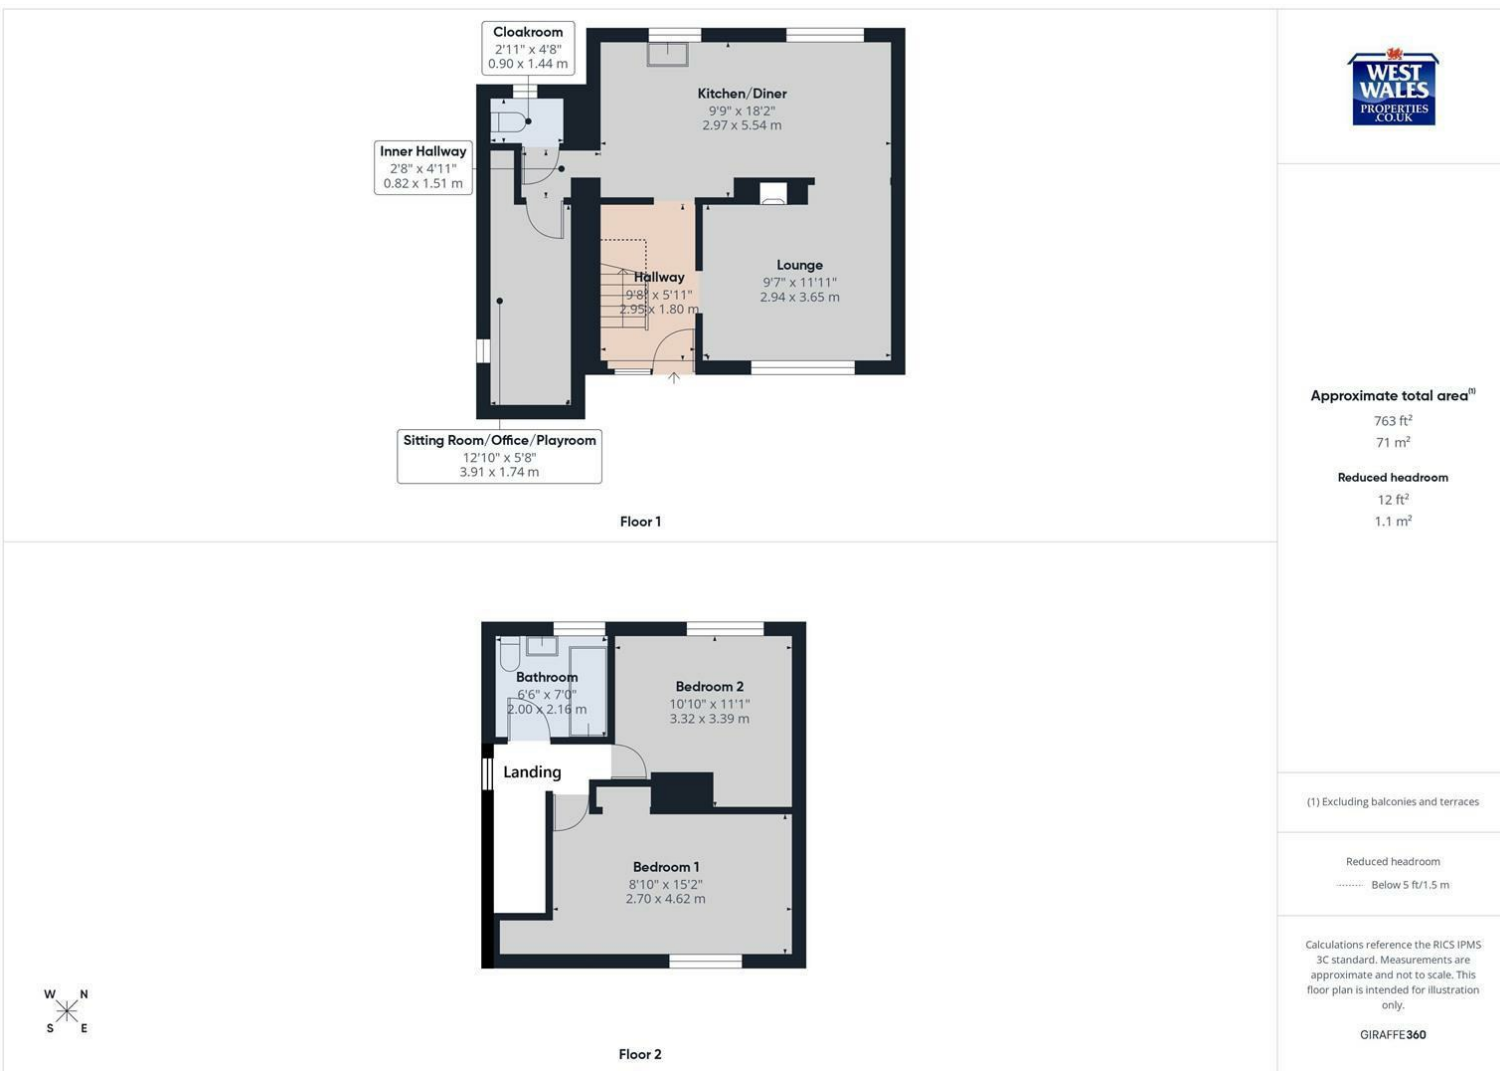 Cloakroom
2'11" x 4'8"
0.90 x 1.44 m
Kitchen/Diner
9'9" x 18'2"
2.97 x 5.54 m
Inner Hallway
2'8" x 4'11"
0.82 x 1.51 m
Hallway
9'8" x 5'11"
2.95 x 1.80 m
Lounge
9'7" x 11'11"
2.94 x 3.65 m
Sitting Room/Office/Playroom
12'10" x 5'8"
3.91 x 1.74 m
Floor 1
Bathroom
6'6" x 7'0"
2.00 x 2.16 m
Bedroom 2
10'10" x 11'1"
3.32 x 3.39 m
Landing
Bedroom 1
8'10" x 15'2"
2.70 x 4.62 m
W N
S E
Floor 2
WEST
WALES
PROPERTIES
.CO.UK
Approximate total area(1)
763 ft²
71 m²
Reduced headroom
12 ft²
1.1 m²
(1) Excluding balconies and terraces
Reduced headroom
Below 5 ft/1.5 m
Calculations reference the RICS IPMS
3C standard. Measurements are
approximate and not to scale. This
floor plan is intended for illustration
only.
GIRAFFE360